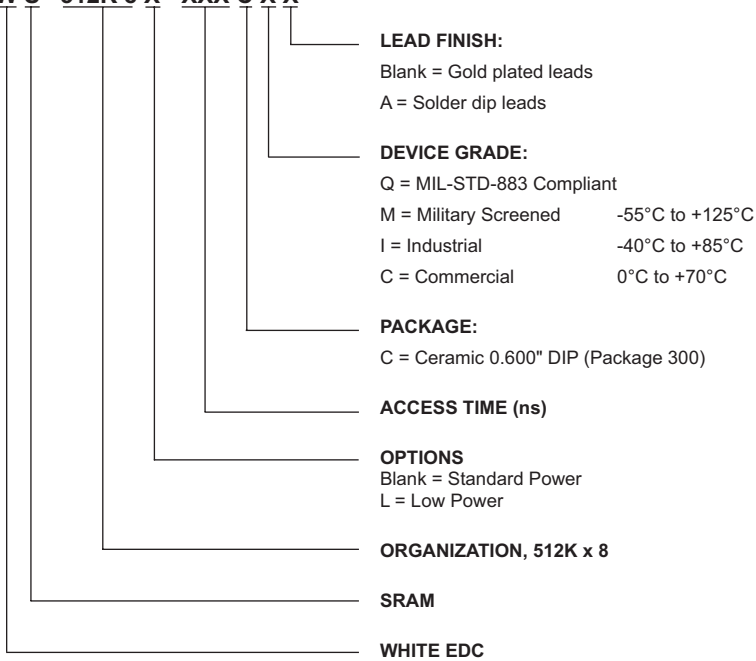 LEAD FINISH:
Blank = Gold plated leads
A = Solder dip leads
DEVICE GRADE:
Q = MIL-STD-883 Compliant
M = Military Screened -55°C to +125°C
I = Industrial -40°C to +85°C
C = Commercial 0°C to +70°C
PACKAGE:
C = Ceramic 0.600" DIP (Package 300)
ACCESS TIME (ns)
OPTIONS
Blank = Standard Power
L = Low Power
ORGANIZATION, 512K x 8
SRAM
WHITE EDC